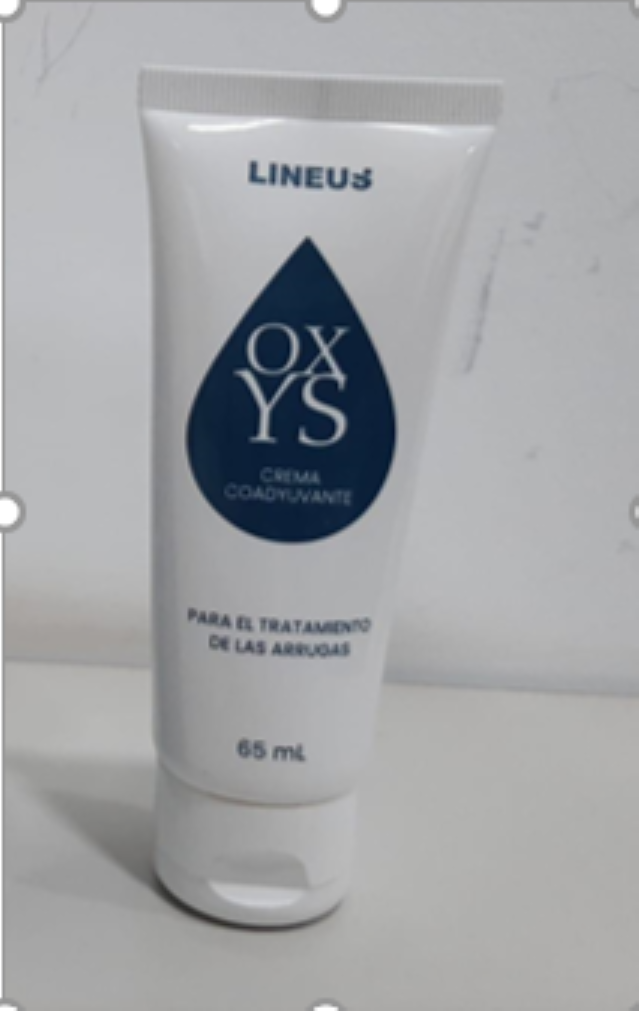 LINEUS
OX
YS
CREMA
COADYUVANTE
PARA EL TRATAMIENTO
DE LAS ARRUGAS
65 mL